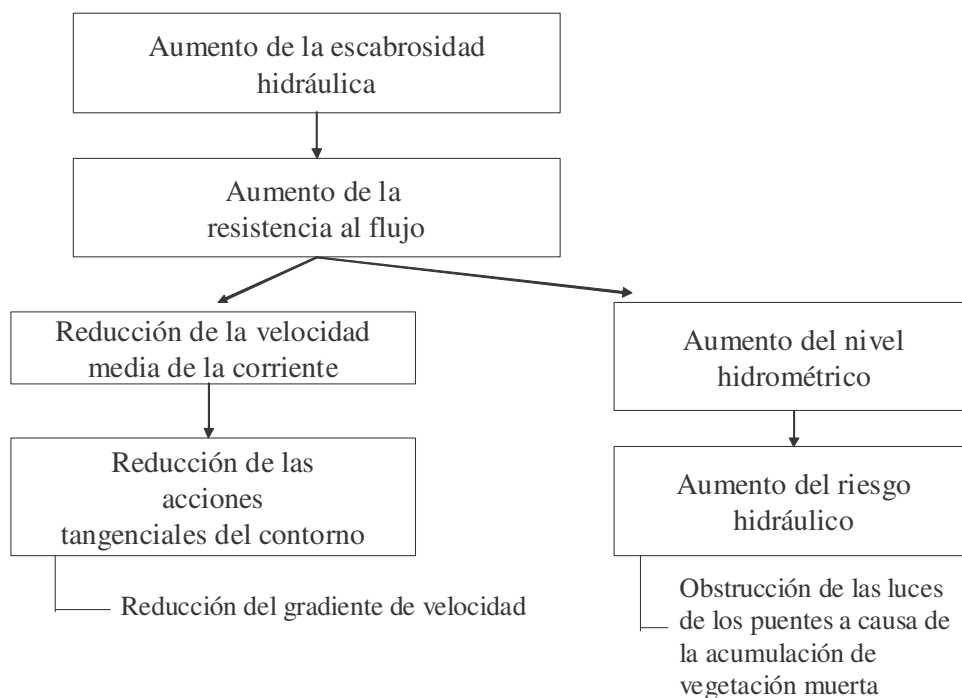 Aumento de la escabrosidad
hidráulica
Aumento de la
resistencia al flujo
Reducción de la velocidad
media de la corriente
Reducción de las
acciones
tangenciales del contorno
Reducción del gradiente de velocidad
Aumento del nivel
hidrométrico
Aumento del riesgo
hidráulico
Obstrucción de las luces
de los puentes a causa de
la acumulación de
vegetación muerta